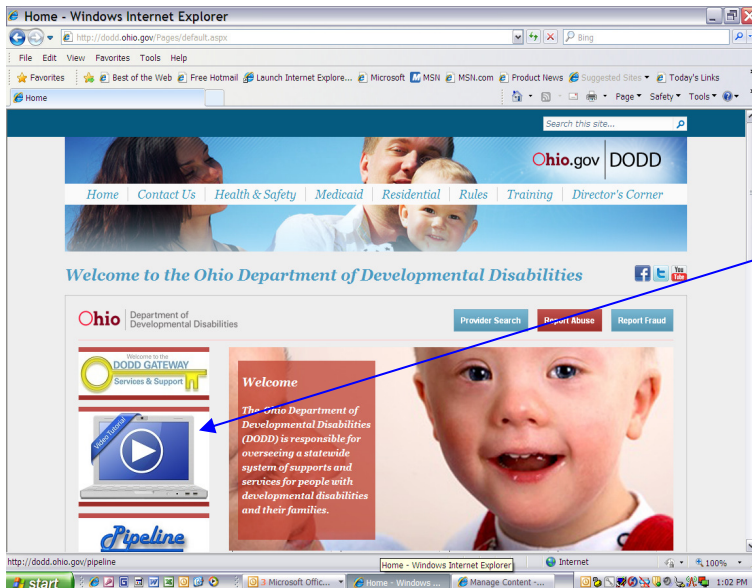 Home - Windows Internet Explorer
http://dodd.ohio.gov/Pages/default.aspx
Bing
File Edit View Favorites Tools Help
Favorites Best of the Web Free Hotmail Launch Internet Explore... Microsoft MSN MSN.com Product News Suggested Sites Today's Links
Home
Page Safety Tools
Search this site...
Ohio.gov DODD
Home Contact Us Health & Safety Medicaid Residential Rules Training Director's Corner
Welcome to the Ohio Department of Developmental Disabilities
You Tube
Ohio Department of Developmental Disabilities
Provider Search Report Abuse Report Fraud
Welcome to the
DODD GATEWAY
Services & Support
Video Tutorial
Pipeline
Welcome
The Ohio Department of
Developmental Disabilities
(DODD) is responsible for
overseeing a statewide
system of supports and
services for people with
developmental disabilities
and their families.
http://dodd.ohio.gov/pipeline
Home - Windows Internet Explorer
Internet
100%
start
3 Microsoft Offic...
Home - Windows ...
Manage Content -...
1:02 PM